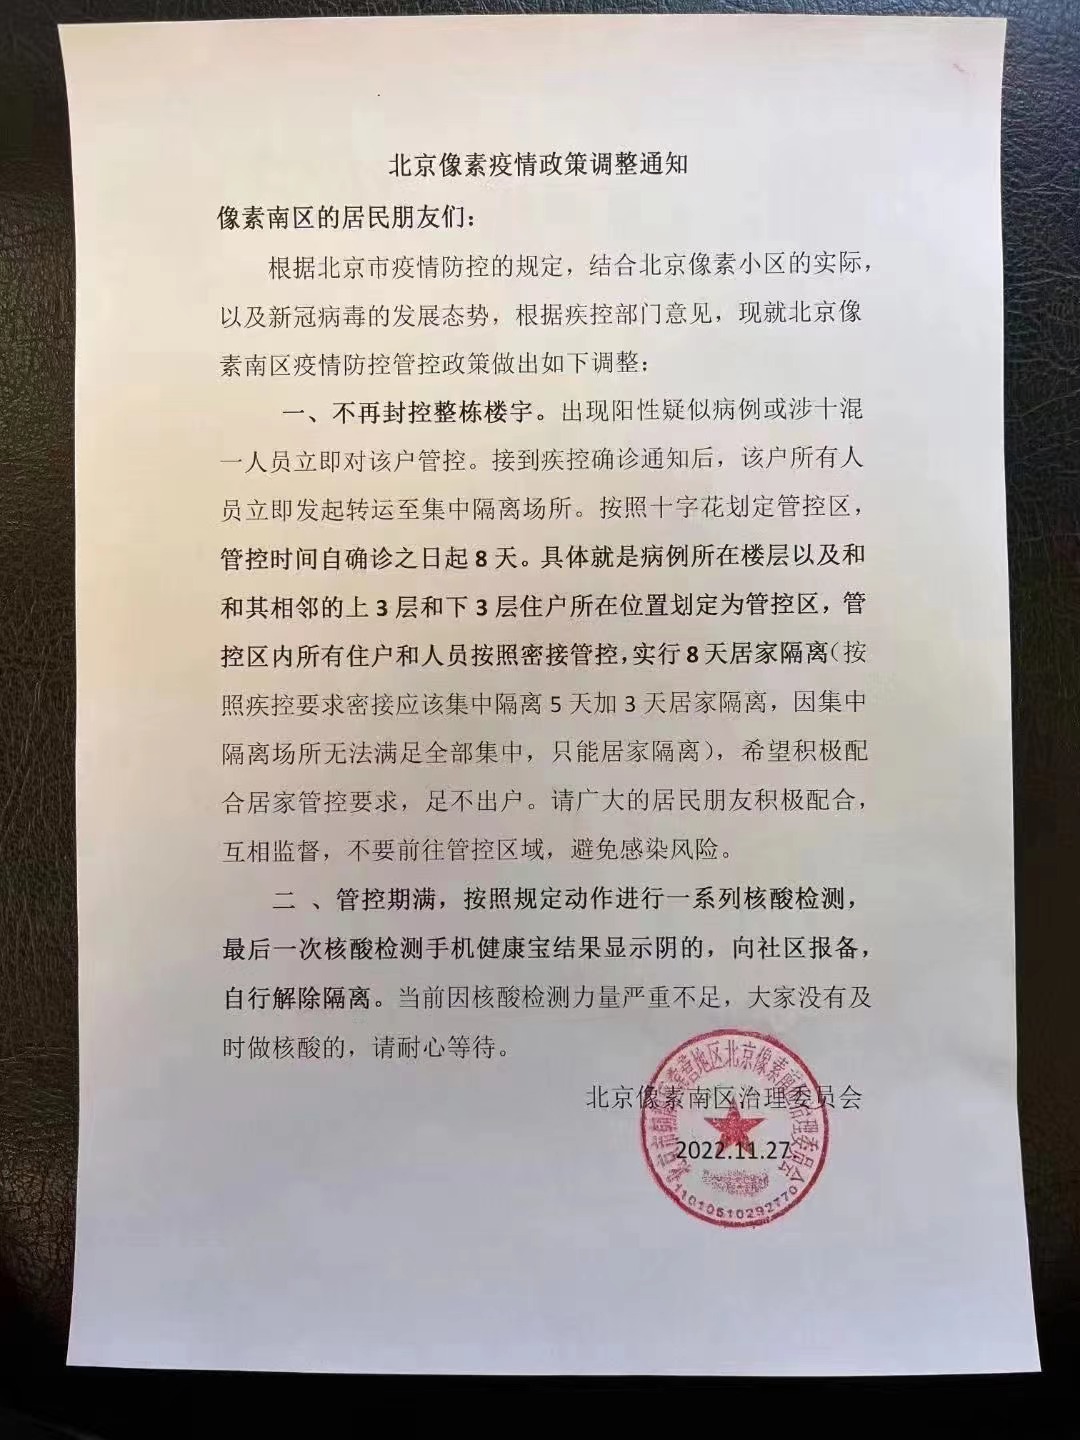 北京像素疫情政策调整通知
像素南区的居民朋友们：
根据北京市疫情防控的规定，结合北京像素小区的实际，
以及新冠病毒的发展态势，根据疾控部门意见，现就北京像
素南区疫情防控管控政策做出如下调整：
一、不再封控整栋楼宇。出现阳性疑似病例或涉十混
一人员立即对该户管控。接到疾控确诊通知后，该户所有人
员立即发起转运至集中隔离场所。按照十字花划定管控区，
管控时间自确诊之日起 8 天。具体就是病例所在楼层以及和
和其相邻的上 3 层和下 3 层住户所在位置划定为管控区，管
控区内所有住户和人员按照密接管控，实行 8 天居家隔离（按
照疾控要求密接应该集中隔离 5 天加 3 天居家隔离，因集中
隔离场所无法满足全部集中，只能居家隔离），希望积极配
合居家管控要求，足不出户。请广大的居民朋友积极配合，
互相监督，不要前往管控区域，避免感染风险。
二 、管控期满，按照规定动作进行一系列核酸检测，
最后一次核酸检测手机健康宝结果显示阴的，向社区报备，
自行解除隔离。当前因核酸检测力量严重不足，大家没有及
时做核酸的，请耐心等待。
北京像素南区治理委员会
2022.11.27
地区北京像素南区治理委员会
11010510292770